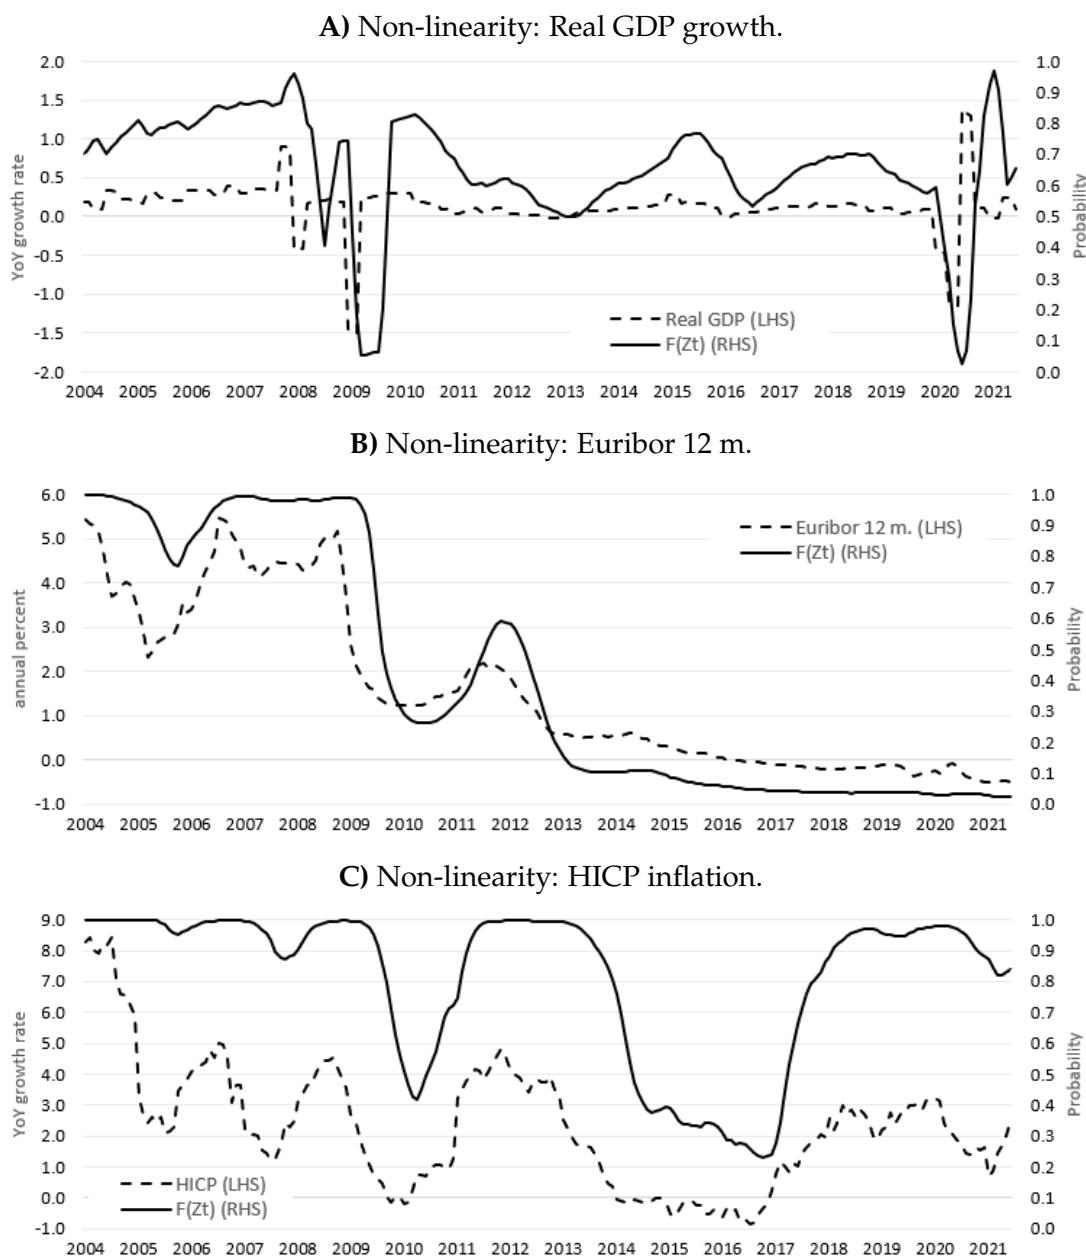 A) Non-linearity: Real GDP growth.
2.0 1.0
0.9
1.5 0.8
1.0 0.7
0.5 0.6
0.0 0.5
-0.5 0.4
0.3
-1.0 0.2
-1.5 0.1
-2.0 0.0
YoY growth rate
Probability
Real GDP (LHS)
F(Zt) (RHS)
2004 2005 2006 2007 2008 2009 2010 2011 2012 2013 2014 2015 2016 2017 2018 2019 2020 2021
B) Non-linearity: Euribor 12 m.
6.0 1.0
5.0 0.9
0.8
4.0 0.7
3.0 0.6
0.5
2.0 0.4
1.0 0.3
0.2
0.0 0.1
-1.0 0.0
annual percent
Probability
Euribor 12 m. (LHS)
F(Zt) (RHS)
2004 2005 2006 2007 2008 2009 2010 2011 2012 2013 2014 2015 2016 2017 2018 2019 2020 2021
C) Non-linearity: HICP inflation.
9.0 1.0
8.0 0.9
7.0 0.8
6.0 0.7
5.0 0.6
4.0 0.5
3.0 0.4
2.0 0.3
1.0 0.2
0.0 0.1
-1.0 0.0
YoY growth rate
Probability
HICP (LHS)
F(Zt) (RHS)
2004 2005 2006 2007 2008 2009 2010 2011 2012 2013 2014 2015 2016 2017 2018 2019 2020 2021